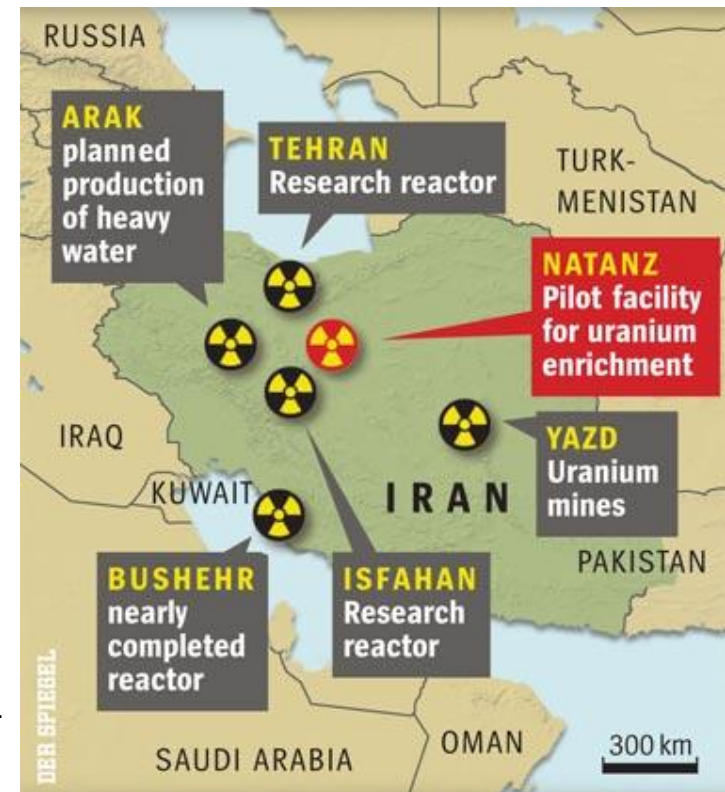 RUSSIA
ARAK
planned
production
of heavy
water
TEHRAN
Research reactor
TURK-
MENISTAN
NATANZ
Pilot facility
for uranium
enrichment
IRAQ
KUWAIT
IRAN
YAZD
Uranium
mines
PAKISTAN
BUSHEHR
nearly
completed
reactor
ISFAHAN
Research
reactor
DER SPIEGEL
SAUDI ARABIA
OMAN
300 km